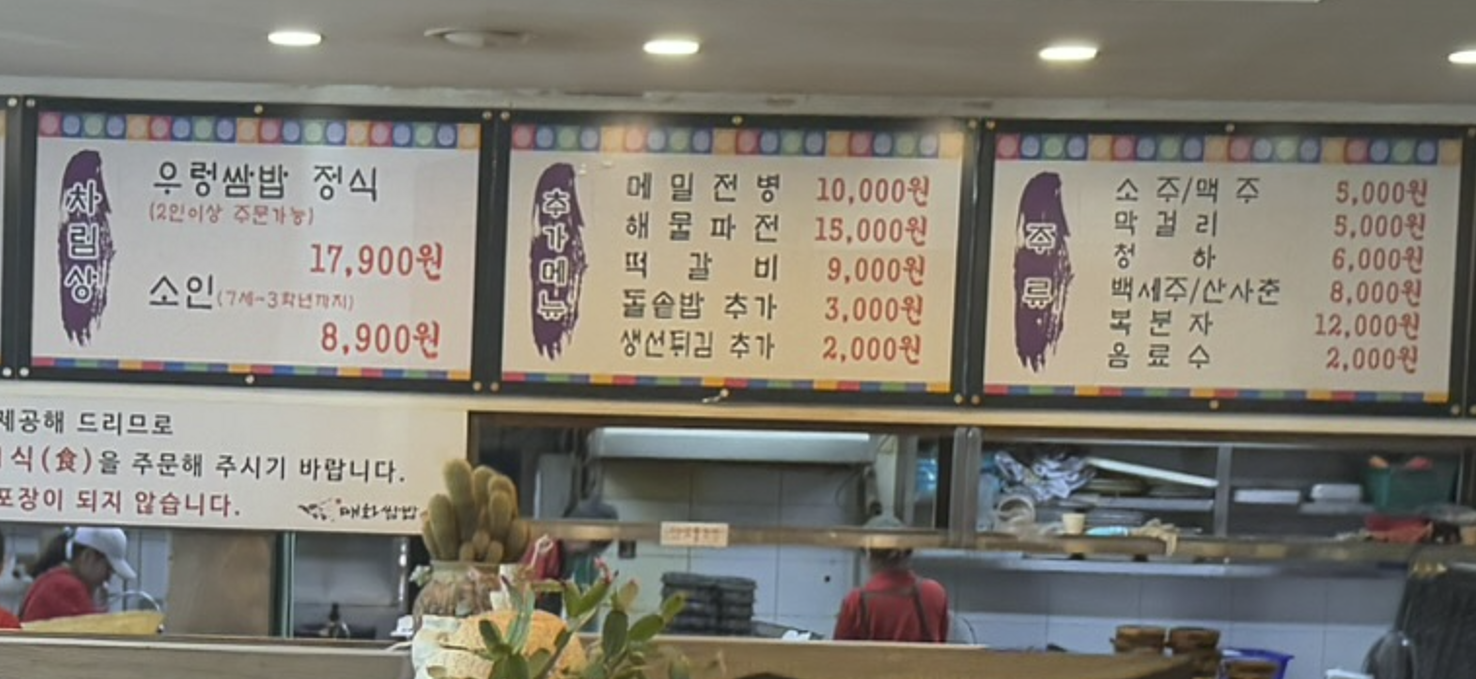 차림상
우렁쌈밥 정식
(2인이상 주문가능)
17,900원
소인(7세~3학년까지)
8,900원
추가메뉴
메밀전병 10,000원
해물파전 15,000원
떡갈비 9,000원
돌솥밥 추가 3,000원
생선튀김 추가 2,000원
주류
소주/맥주 5,000원
막걸리 5,000원
청하 6,000원
백세주/산사춘 8,000원
복분자 12,000원
음료수 2,000원
제공해 드리므로
식(食)을 주문해 주시기 바랍니다.
포장이 되지 않습니다.
매화쌈밥